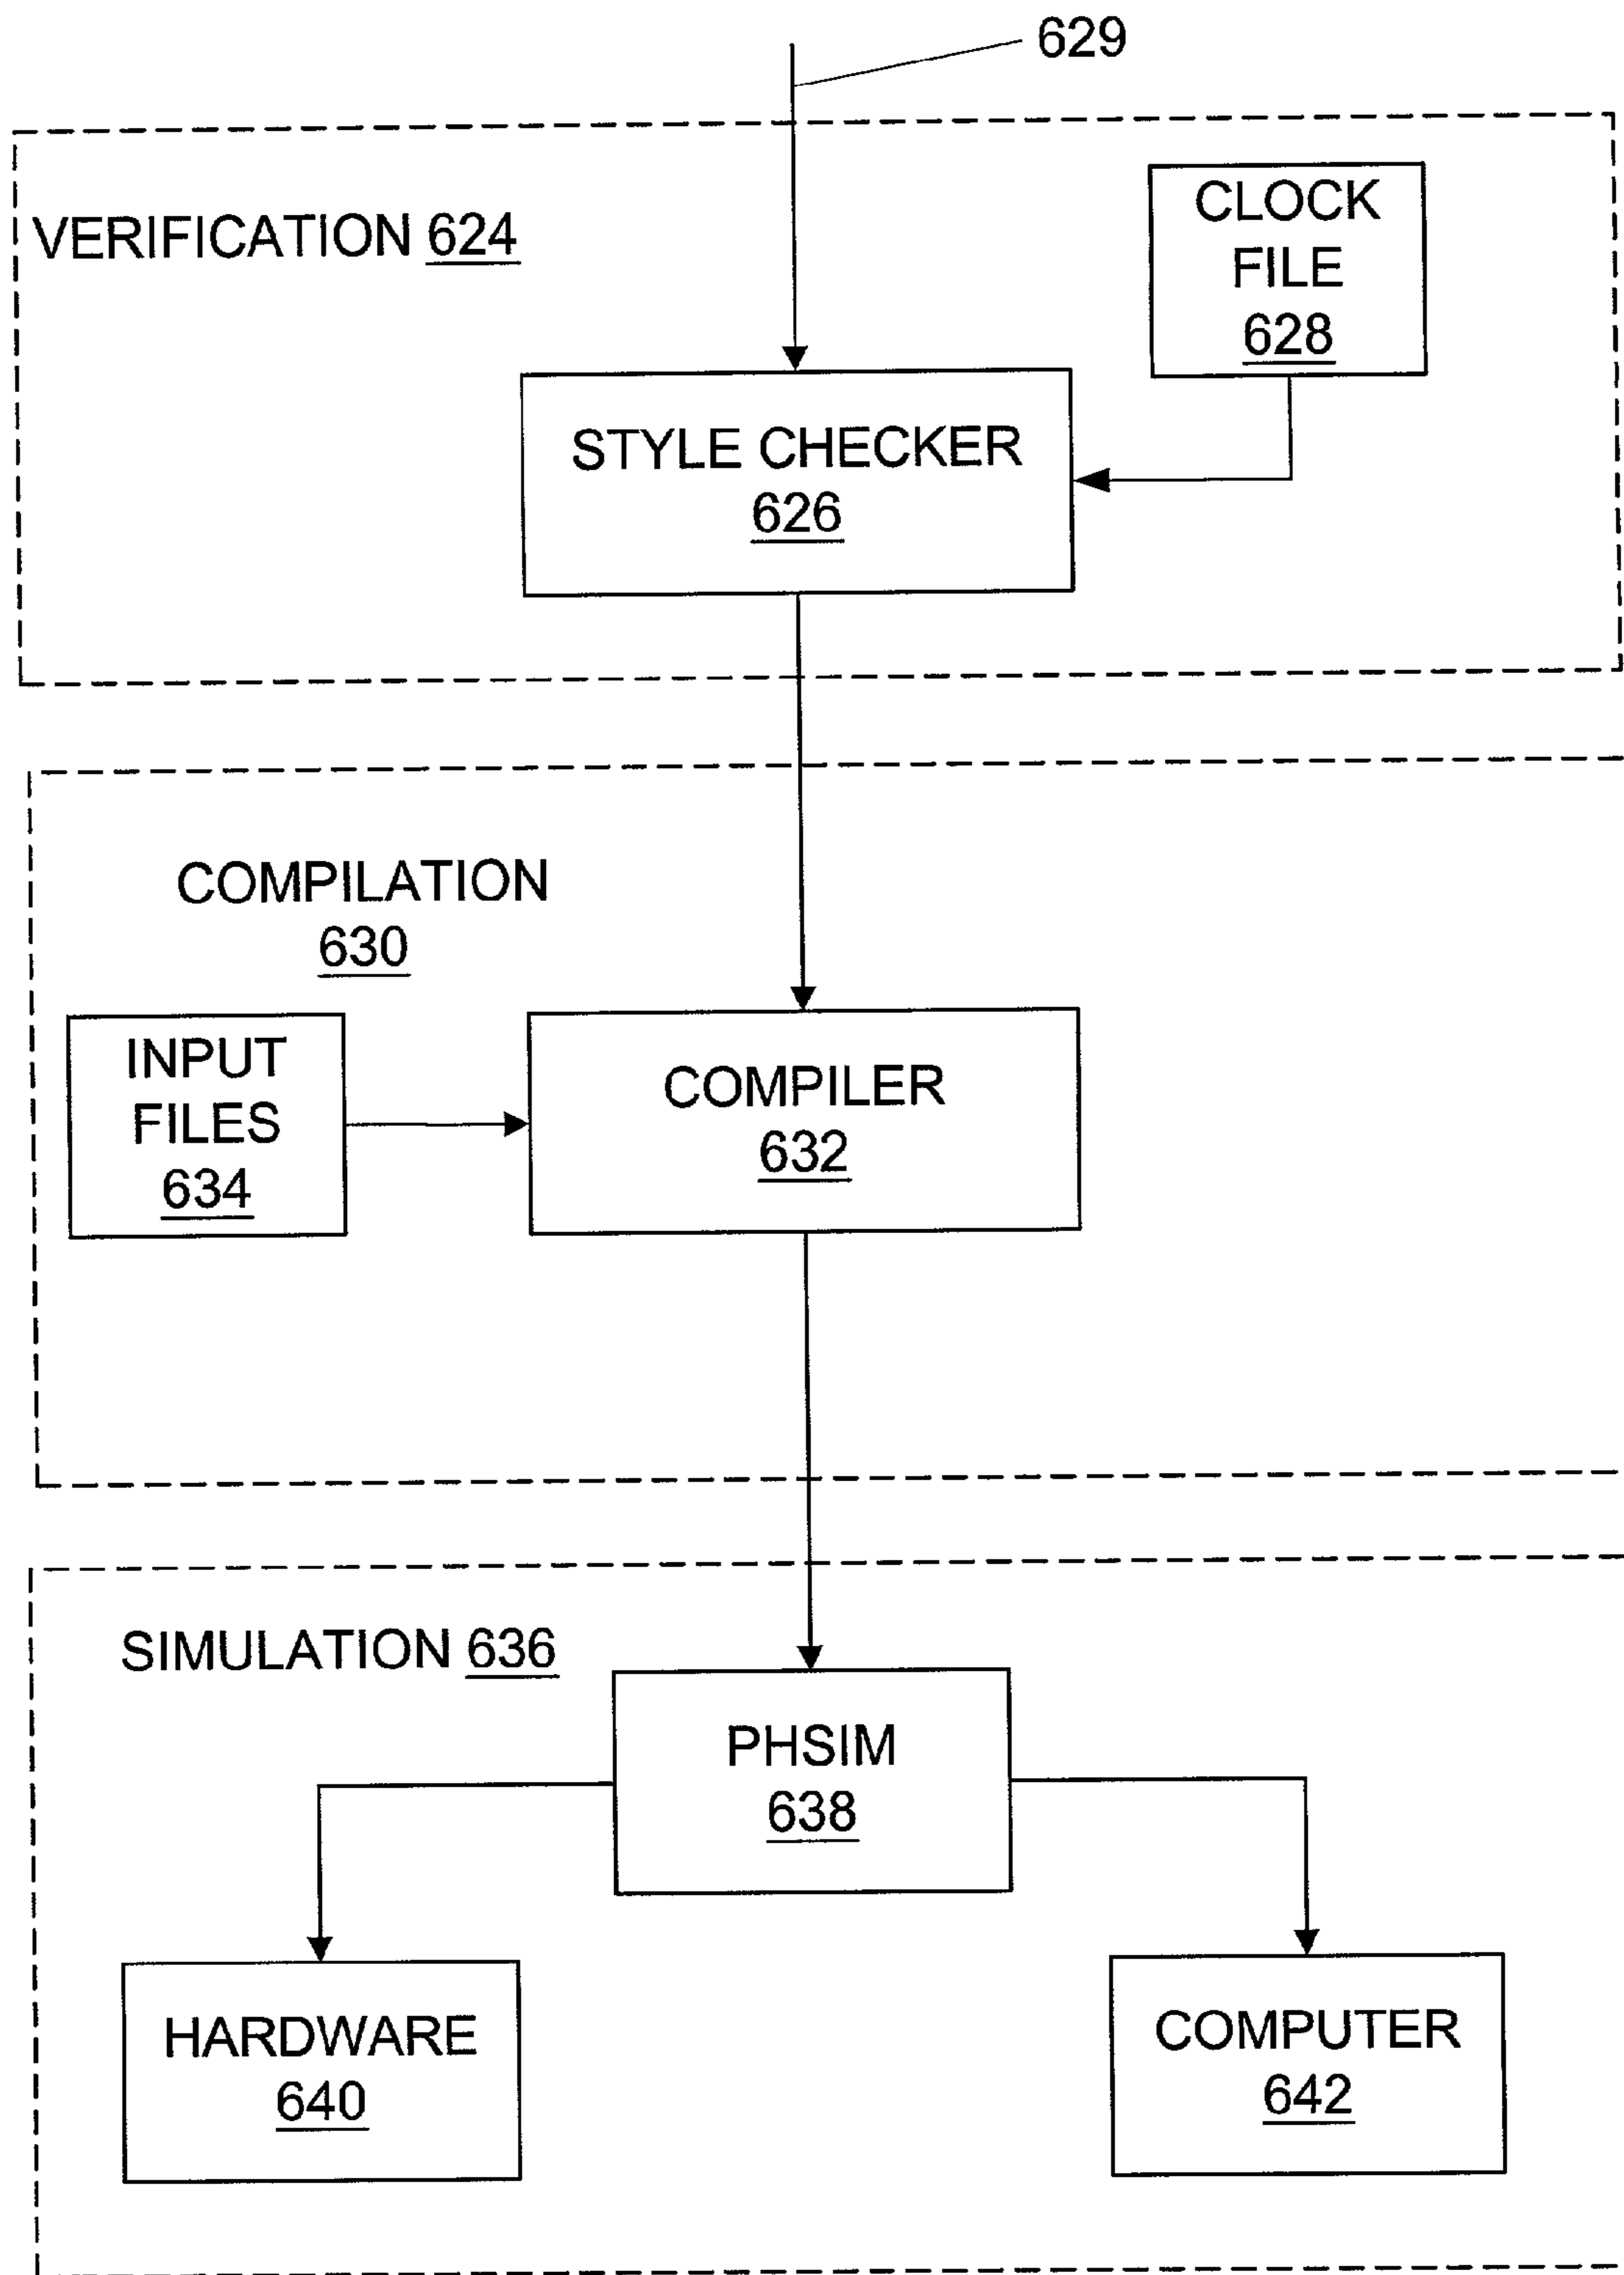 629
VERIFICATION 624
CLOCK
FILE
628
STYLE CHECKER
626
COMPILATION
630
INPUT
FILES
634
COMPILER
632
SIMULATION 636
PHSIM
638
HARDWARE
640
COMPUTER
642